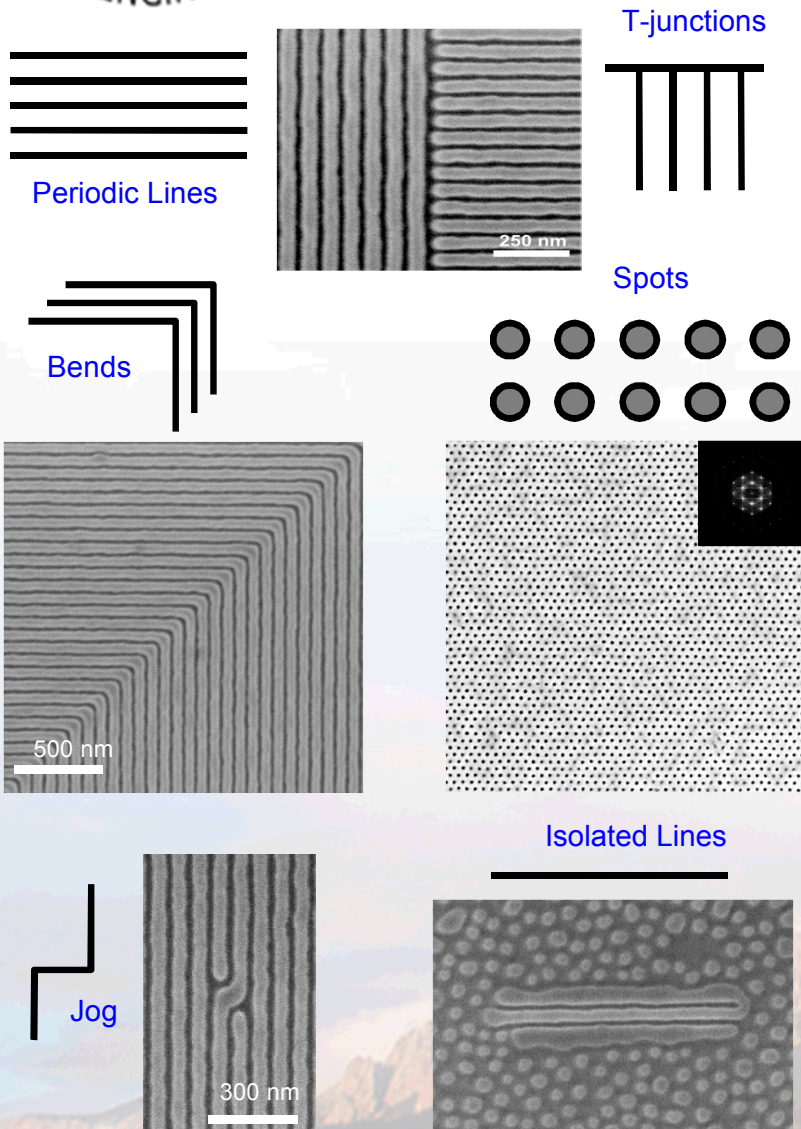 T-junctions
Periodic Lines
250 nm
Spots
Bends
500 nm
Isolated Lines
Jog
300 nm